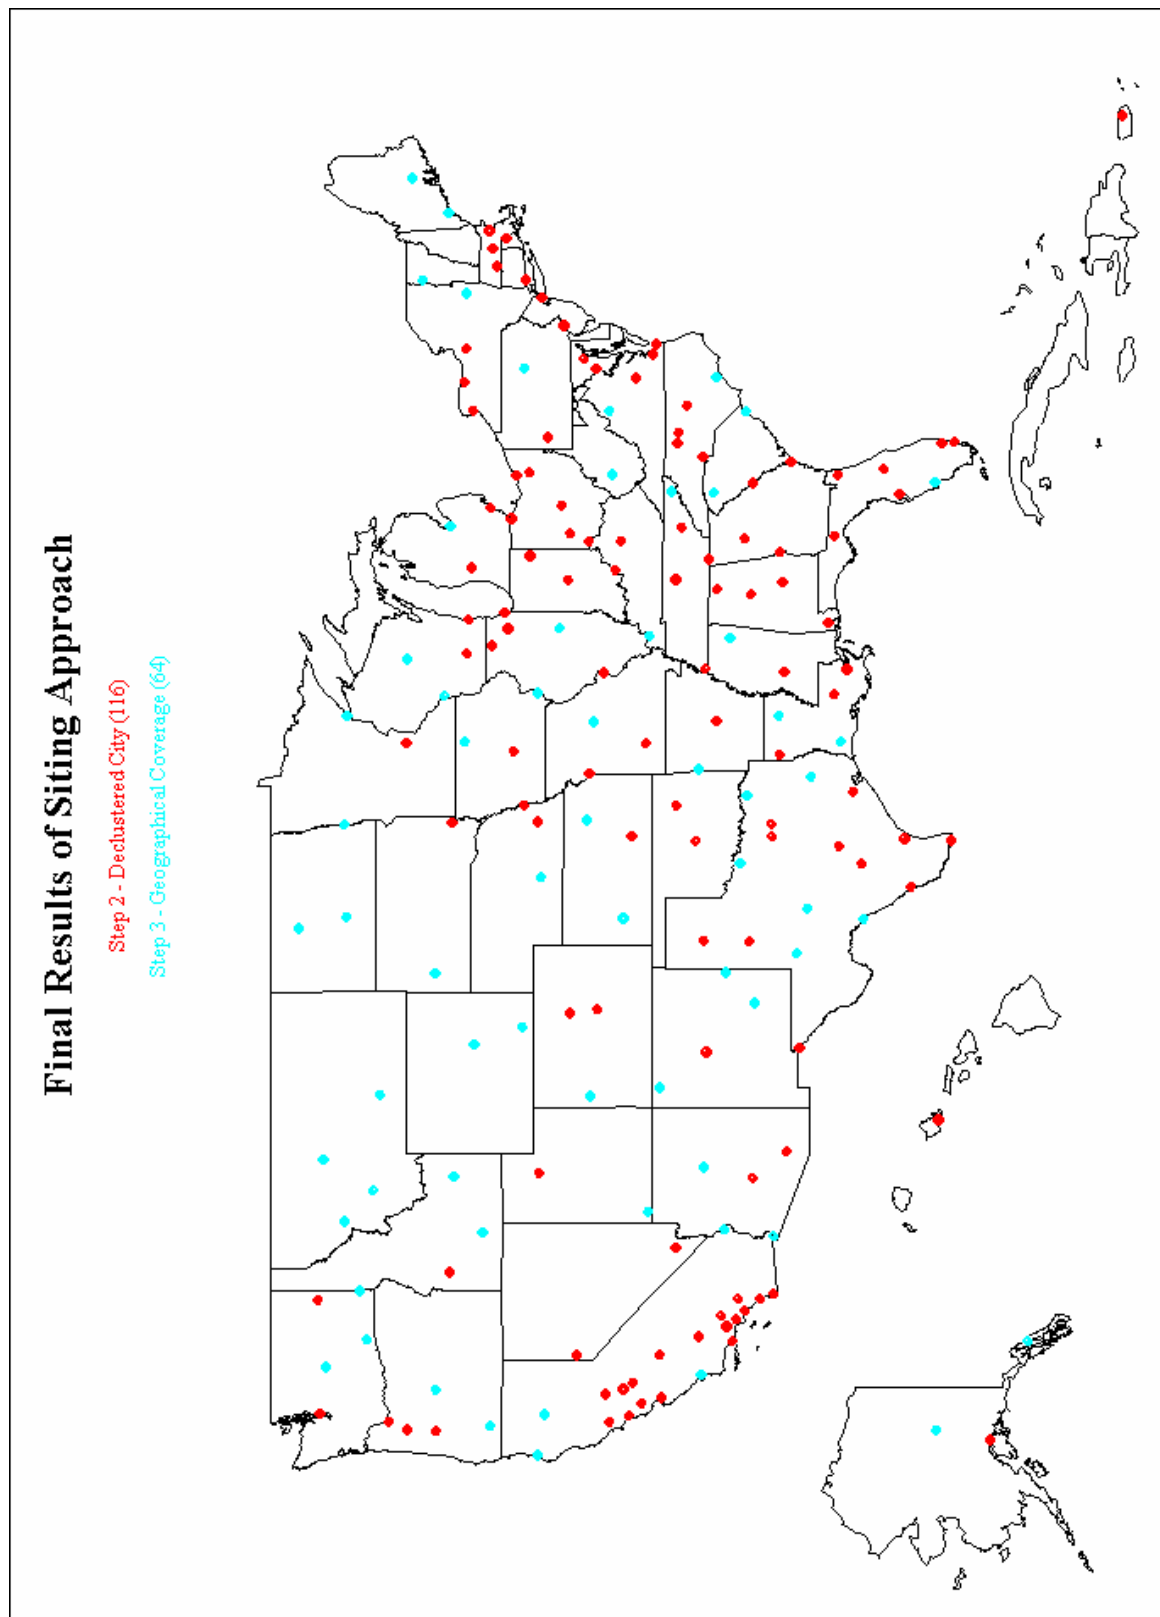 Final Results of Siting Approach
Step 2 - Declustered City (116)
Step 3 - Geographical Coverage (64)